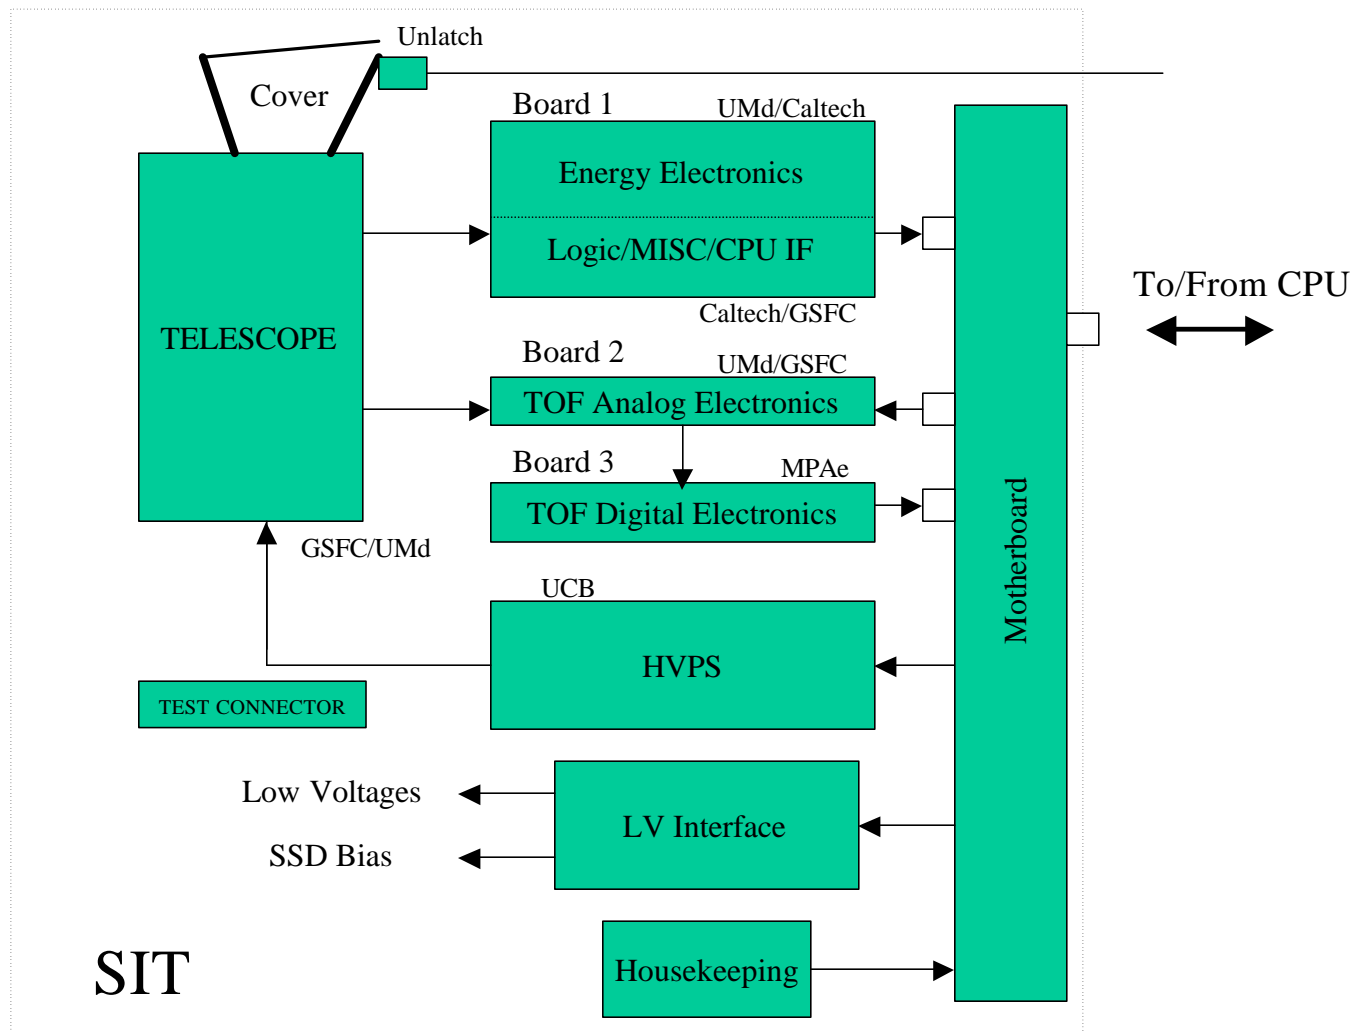 Unlatch
Cover
Board 1
UMd/Caltech
Energy Electronics
Logic/MISC/CPU IF
Caltech/GSFC
To/From CPU
TELESCOPE
Board 2
UMd/GSFC
TOF Analog Electronics
Board 3
MPAe
TOF Digital Electronics
GSFC/UMd
Motherboard
UCB
HVPS
TEST CONNECTOR
Low Voltages
LV Interface
SSD Bias
SIT
Housekeeping